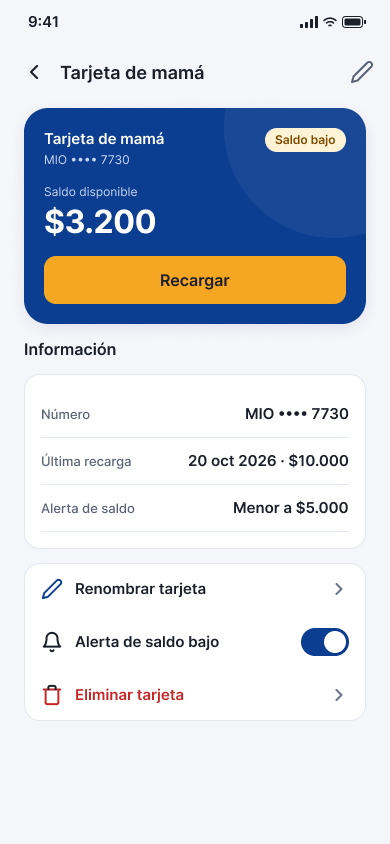 9:41
Tarjeta de mamá
Tarjeta de mamá
Saldo bajo
MIO •••• 7730
Saldo disponible
$3.200
Recargar
Información
Número MIO •••• 7730
Última recarga 20 oct 2026 · $10.000
Alerta de saldo Menor a $5.000
Renombrar tarjeta
Alerta de saldo bajo
Eliminar tarjeta